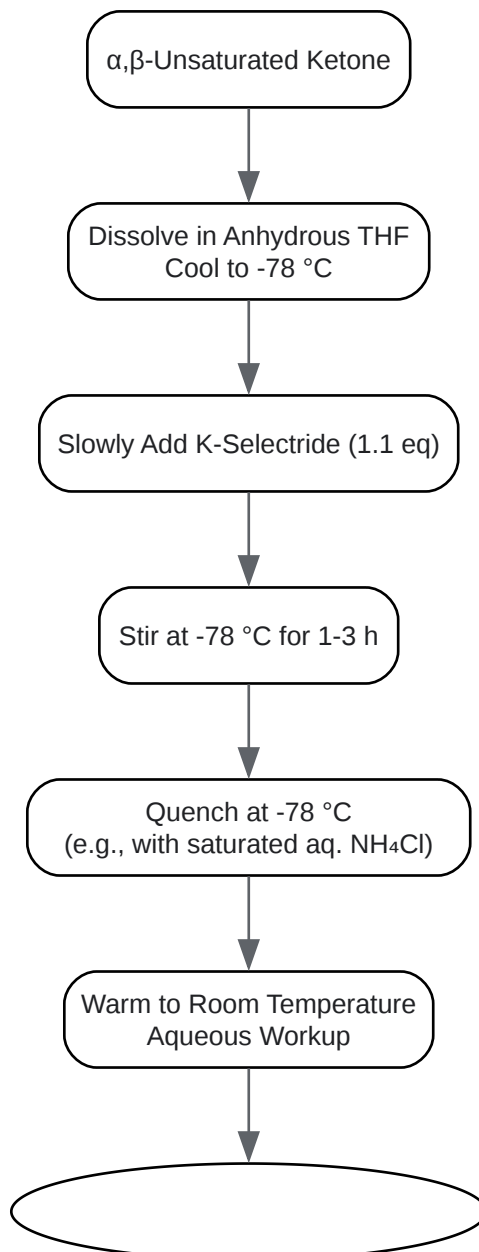 α,β-Unsaturated Ketone
Dissolve in Anhydrous THF
Cool to -78 °C
Slowly Add K-Selectride (1.1 eq)
Stir at -78 °C for 1-3 h
Quench at -78 °C
(e.g., with saturated aq. NH₄Cl)
Warm to Room Temperature
Aqueous Workup